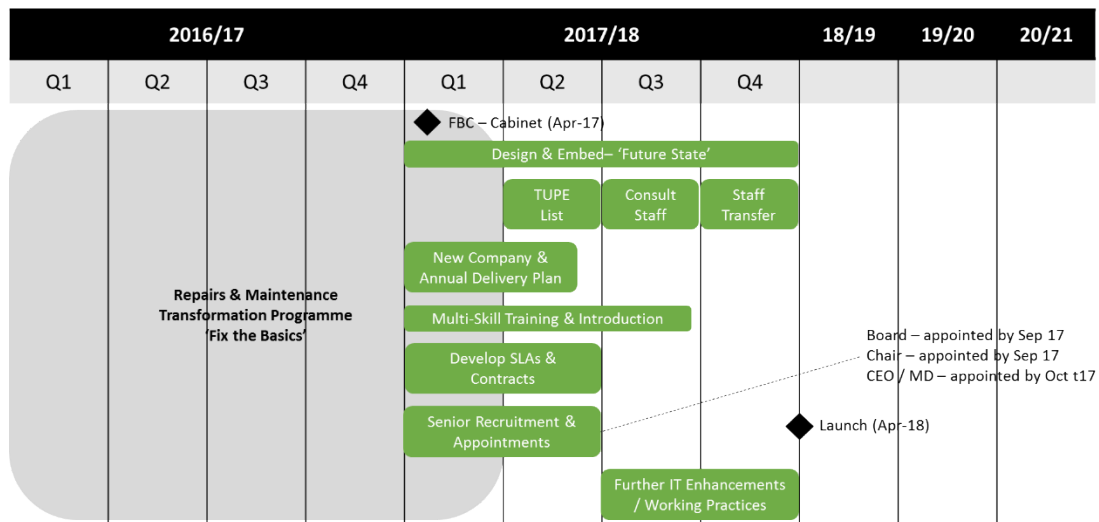 2016/17
2017/18
18/19
19/20
20/21
Q1
Q2
Q3
Q4
Q1
Q2
Q3
Q4
FBC – Cabinet (Apr-17)
Design & Embed– ‘Future State’
TUPE
List
Consult
Staff
Staff
Transfer
New Company &
Annual Delivery Plan
Repairs & Maintenance
Transformation Programme
‘Fix the Basics’
Multi-Skill Training & Introduction
Board – appointed by Sep 17
Chair – appointed by Sep 17
CEO / MD – appointed by Oct t17
Develop SLAs &
Contracts
Senior Recruitment &
Appointments
Launch (Apr-18)
Further IT Enhancements
/ Working Practices